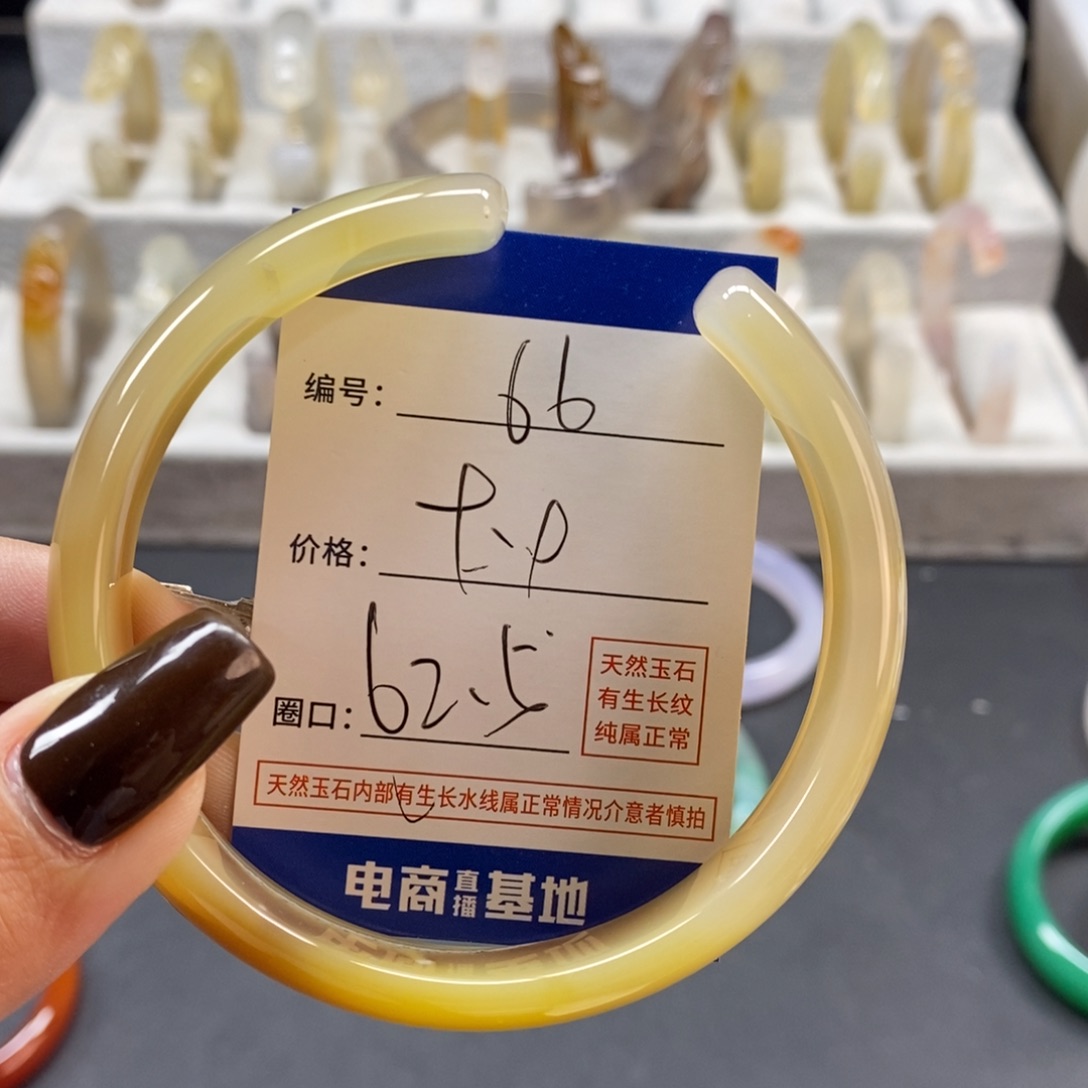 编号: 66
价格:
圈口: 62.5
天然玉石
有生长纹
纯属正常
天然玉石内部有生长水线属正常情况介意者慎拍
电商直播基地